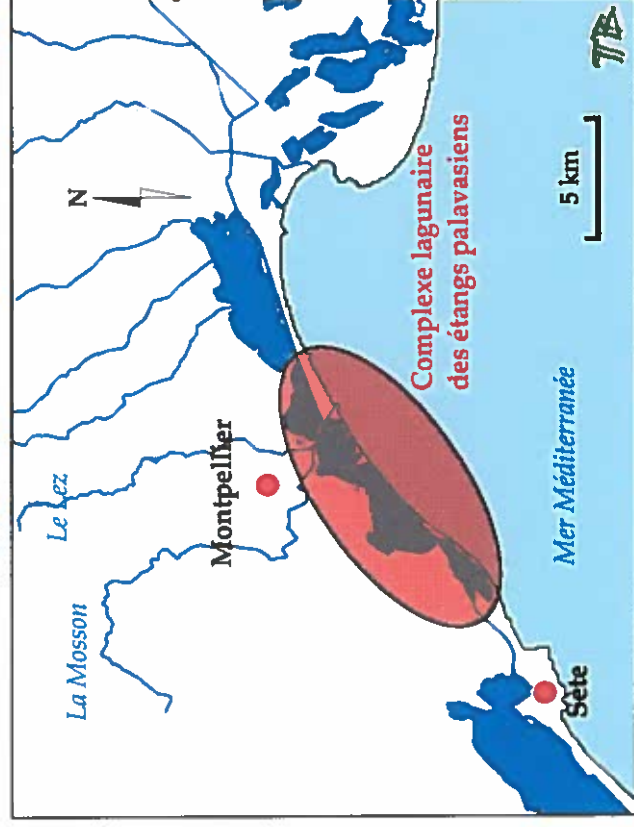 La Mosson
Le Lez
N
Montpellier
Complexe lagunaire
des étangs palavasiens
Mer Méditerranée
5 km
Sète